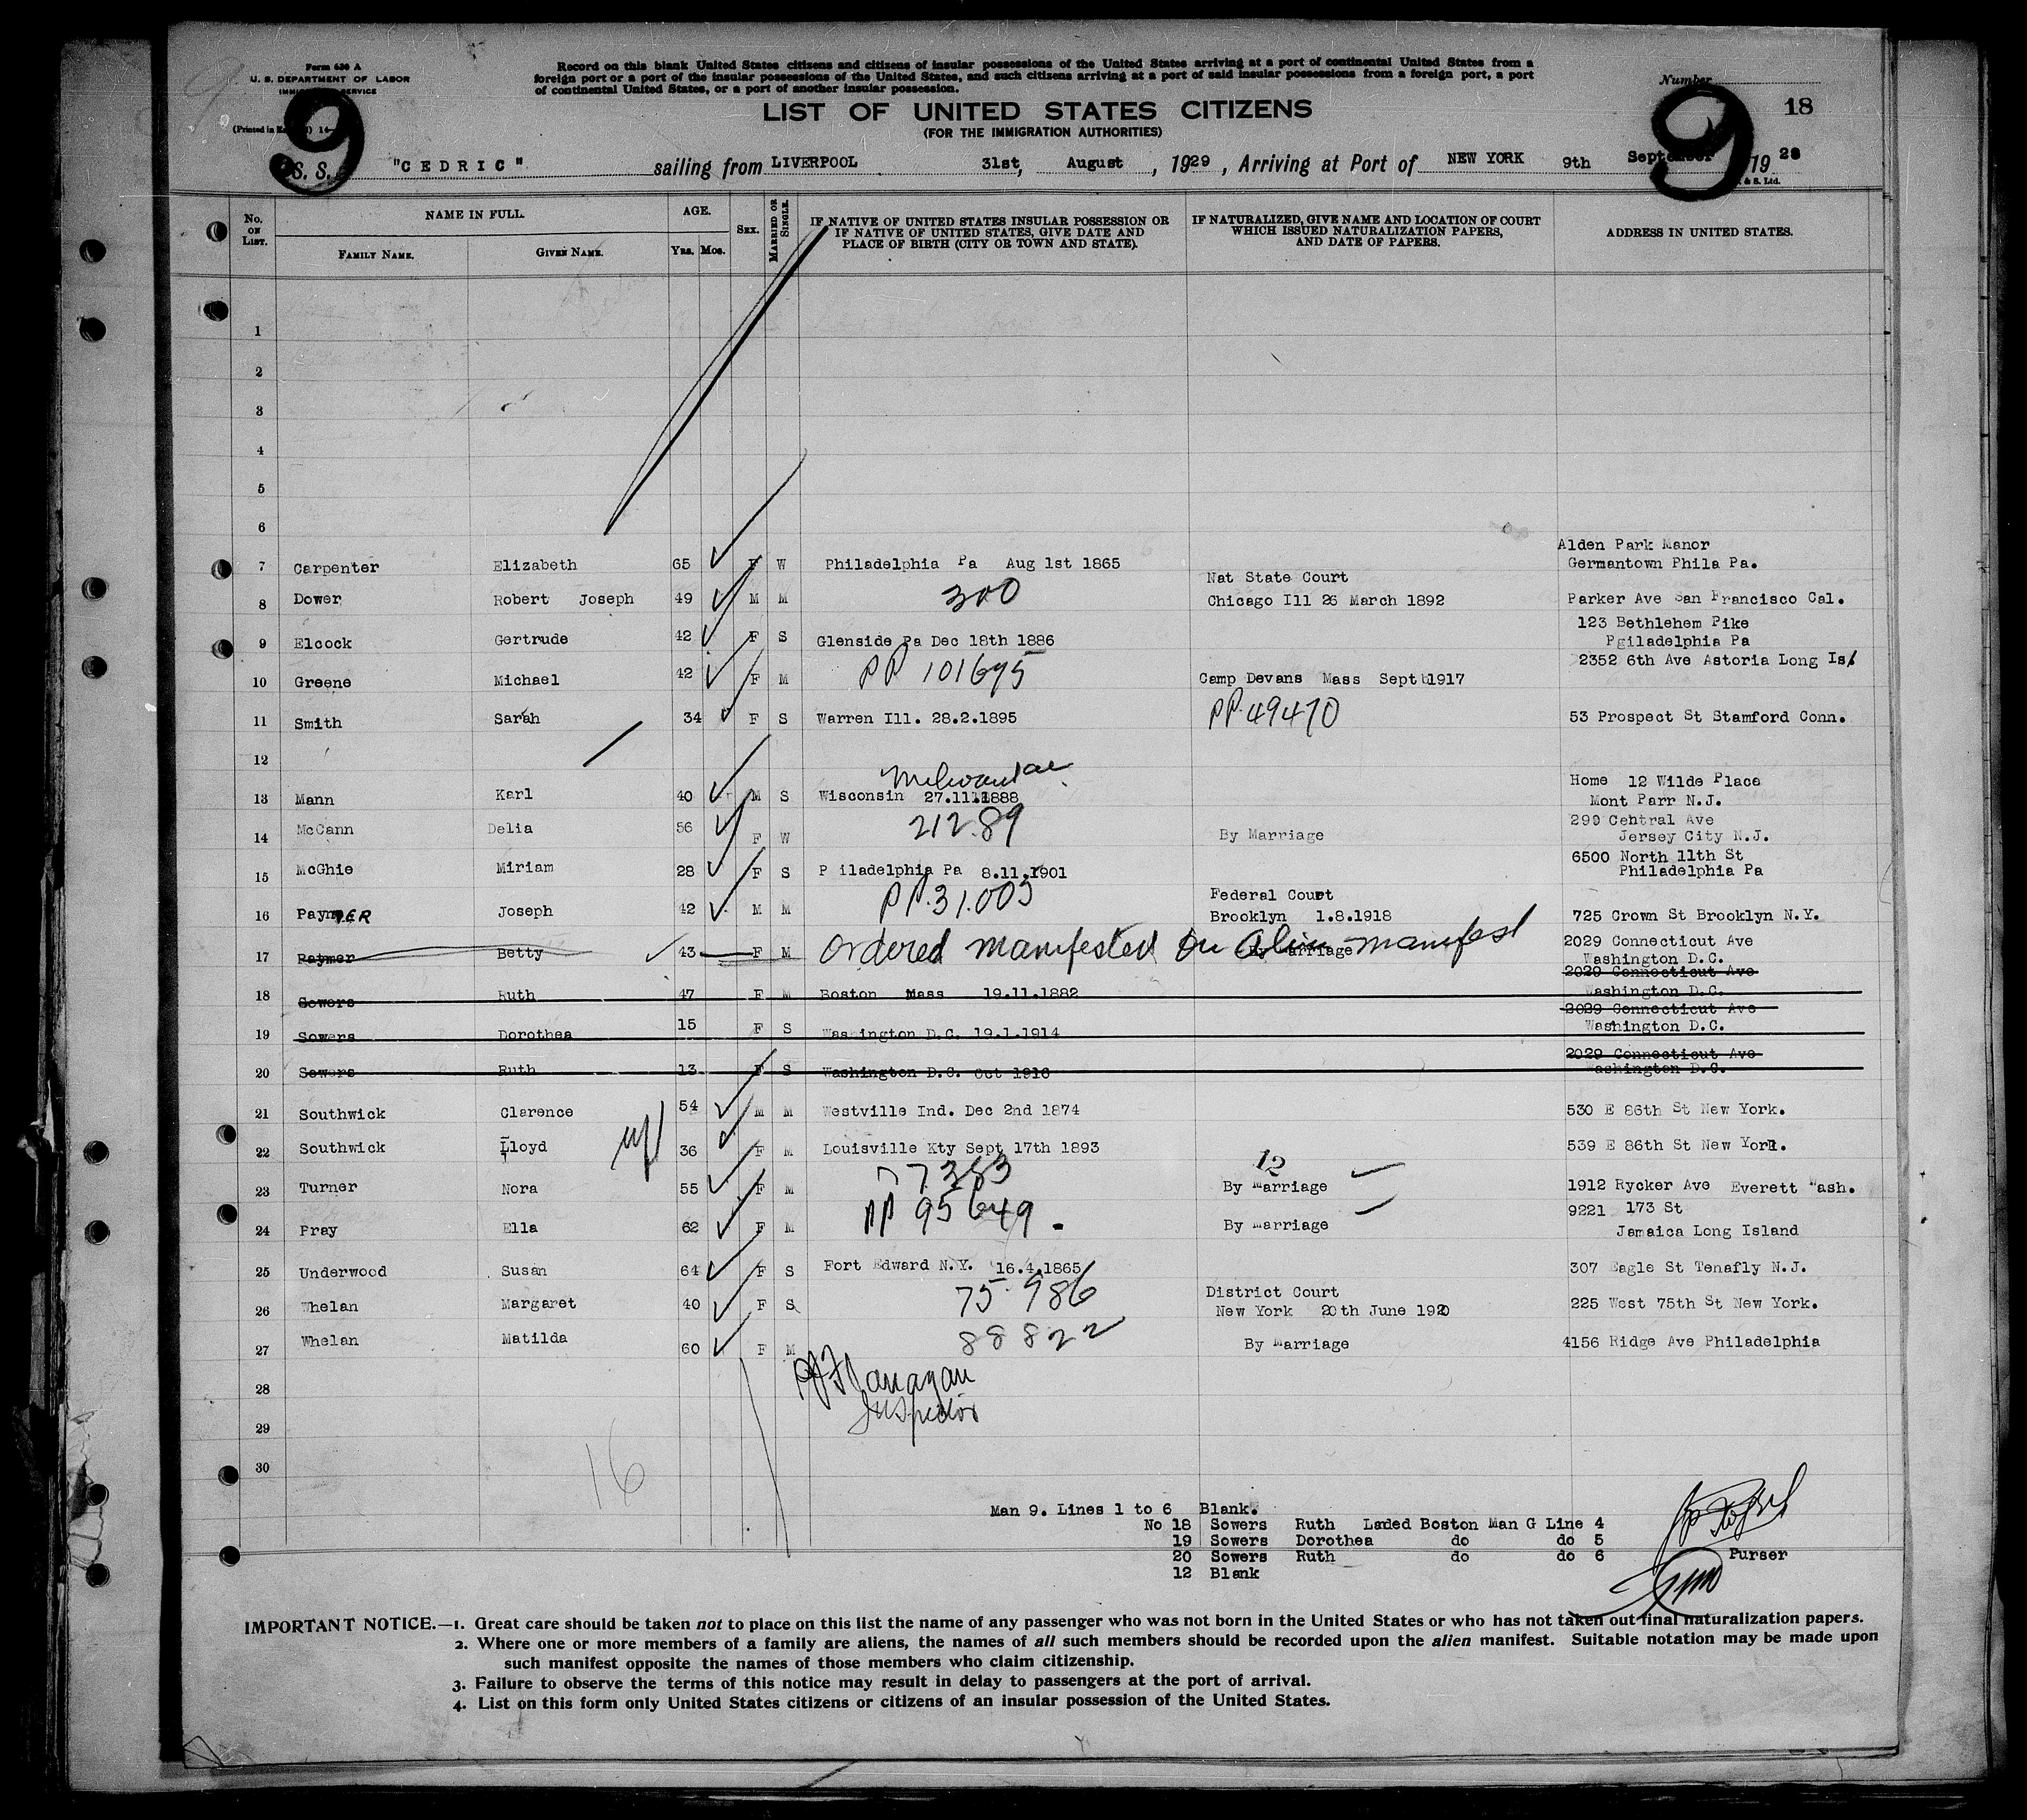 Form 630 A
U. S. DEPARTMENT OF LABOR
SERVICE
Record on this blank United States citizens and citizens of insular possessions of the United States arriving at a port of continental United States from a
foreign port or a port of the insular possessions of the United States, and such citizens arriving at a port of said insular possessions from a foreign port, a port
of continental United States, or a port of another insular possession.
Number
18
9
9
LIST OF UNITED STATES CITIZENS
(FOR THE IMMIGRATION AUTHORITIES)
(Printed in
S. S. "CEDRIC" sailing from LIVERPOOL 31st, August, 1929, Arriving at Port of NEW YORK 9th September 19
& S. Ltd.
No. ON LIST. NAME IN FULL. AGE. SEX. MARRIED OR SINGLE. IF NATIVE OF UNITED STATES INSULAR POSSESSION OR IF NATIVE OF UNITED STATES, GIVE DATE AND PLACE OF BIRTH (CITY OR TOWN AND STATE). IF NATURALIZED, GIVE NAME AND LOCATION OF COURT WHICH ISSUED NATURALIZATION PAPERS, AND DATE OF PAPERS. ADDRESS IN UNITED STATES.
FAMILY NAME. GIVEN NAME. YRS. MOS.
1
2
3
4
5
6
Alden Park Manor
7 Carpenter Elizabeth 65 F W Philadelphia Pa Aug 1st 1865 Germantown Phila Pa.
Nat State Court
8 Dower Robert Joseph 49 M M 300 Chicago Ill 26 March 1892 Parker Ave San Francisco Cal.
123 Bethlehem Pike
9 Elcock Gertrude 42 F S Glenside Pa Dec 18th 1886 Pgiladelphia Pa
2352 6th Ave Astoria Long Is.
10 Greene Michael 42 F M PP 101695 Camp Devans Mass Sept 1917
11 Smith Sarah 34 F S Warren Ill. 28.2.1895 PP. 49470 53 Prospect St Stamford Conn.
12
Milwaukee
Home 12 Wilde Place
13 Mann Karl 40 M S Wisconsin 27.11.1888 Mont Parr N.J.
14 McCann Delia 56 F W 212.89 By Marriage 290 Cehtral Ave
Jersey City N.J.
6500 North 11th St
15 McGhie Miriam 28 F S P iladelphia Pa 8.11.1901 Philadelphia Pa
Federal Court
16 PaynTER Joseph 42 M M PP.31.003 Brooklyn 1.8.1918 725 Crown St Brooklyn N.Y.
17 Paymer Betty 43 F M ordered manifested on alien manifest By Marriage 2029 Connecticut Ave
Washington D.C.
2029 Connecticut Ave
18 Sowers Ruth 47 F M Boston Mass 19.11.1882 Washington D.C.
2029 Connecticut Ave
19 Sowers Dorothea 15 F S Washington D.C. 19.1.1914 Washington D.C.
2029 Connecticut Ave
20 Sowers Ruth 13 F S Washington D.C. Oct 1916 Washington D.C.
21 Southwick Clarence 54 M M Westville Ind. Dec 2nd 1874 530 E 86th St New York.
22 Southwick Lloyd 36 F M Louisville Kty Sept 17th 1893 539 E 86th St New York.
12
23 Turner Nora 55 F M 77383 By Marriage 1912 Rycker Ave Everett Wash.
9221 173 St
24 Pray Ella 62 F M PP 95649 By Marriage Jamaica Long Island
25 Underwood Susan 64 F S Fort Edward N.Y. 16.4.1865 307 Eagle St Tenafly N.J.
District Court
26 Whelan Margaret 40 F S 75986 New York 20th June 1920 225 West 75th St New York.
27 Whelan Matilda 60 F M 88822 By Marriage 4156 Ridge Ave Philadelphia
28
Flanagan
Inspector
29
30
16
Man 9. Lines 1 to 6 Blank.
No 18 Sowers Ruth Laded Boston Man G Line 4
19 Sowers Dorothea do do 5
20 Sowers Ruth do do 6
12 Blank
Purser
IMPORTANT NOTICE.—1. Great care should be taken not to place on this list the name of any passenger who was not born in the United States or who has not taken out final naturalization papers.
2. Where one or more members of a family are aliens, the names of all such members should be recorded upon the alien manifest. Suitable notation may be made upon
such manifest opposite the names of those members who claim citizenship.
3. Failure to observe the terms of this notice may result in delay to passengers at the port of arrival.
4. List on this form only United States citizens or citizens of an insular possession of the United States.